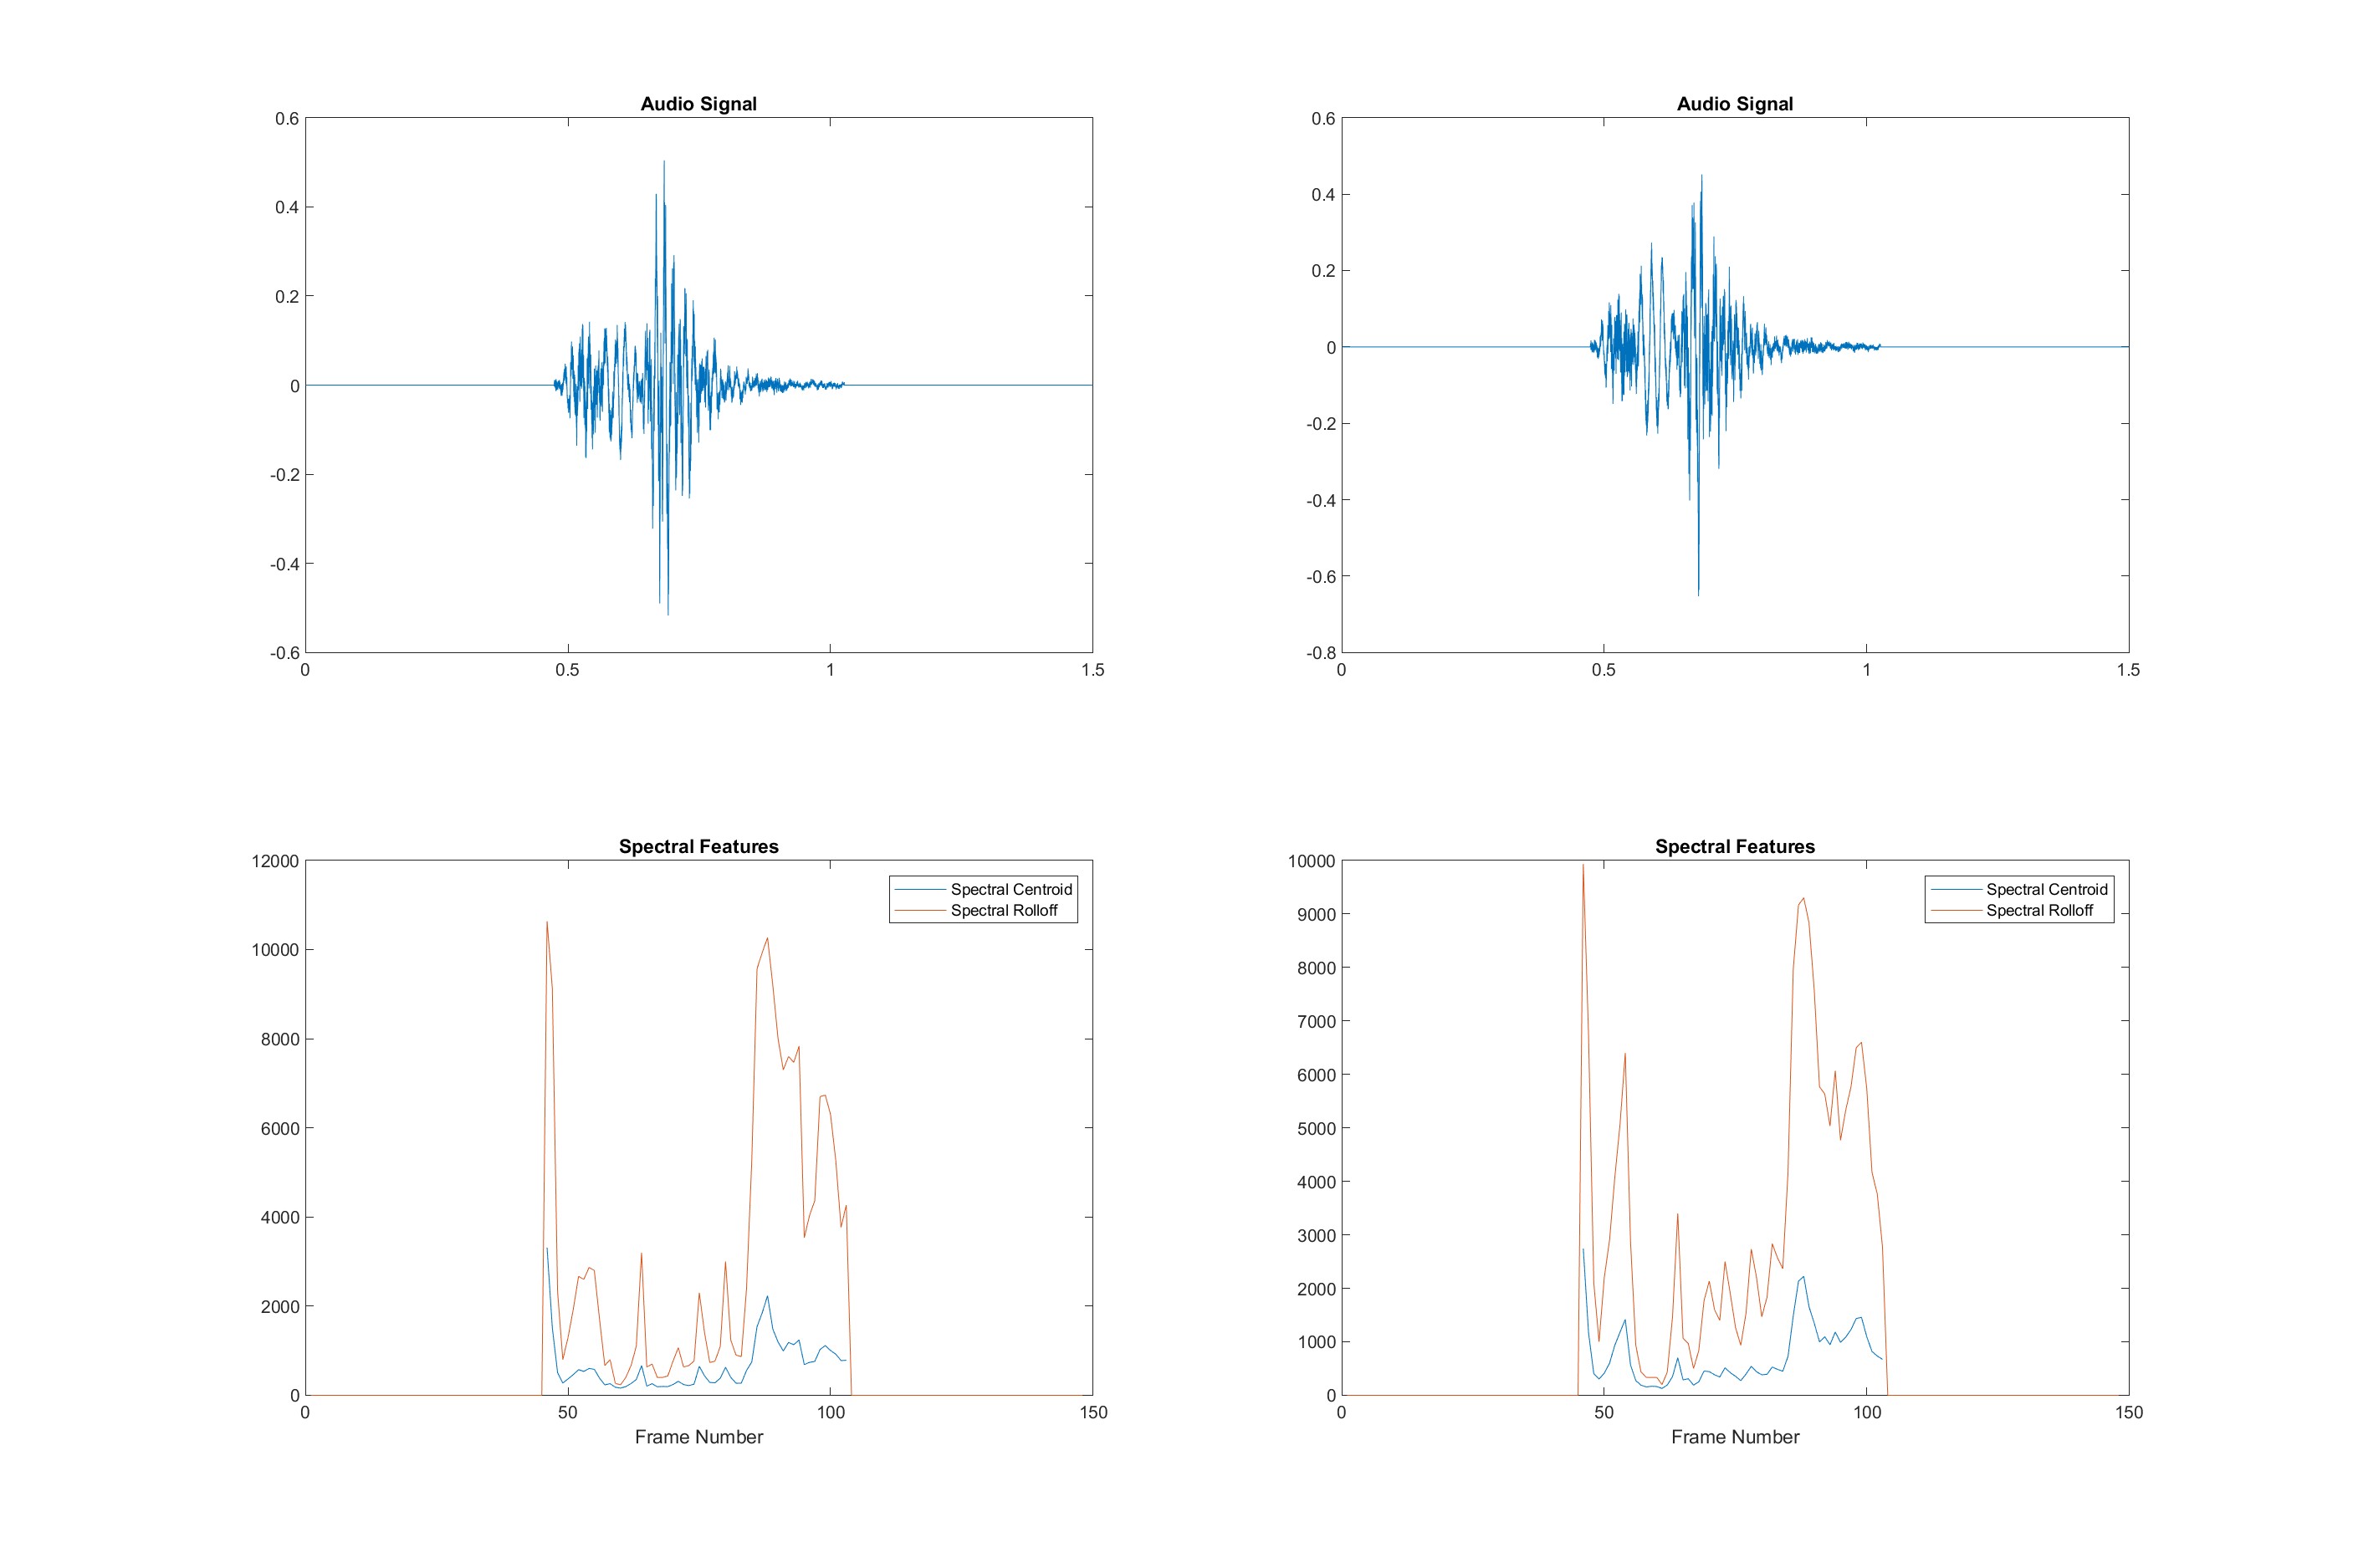 Audio Signal
0.6
0.4
0.2
0
-0.2
-0.4
-0.6
0 0.5 1 1.5
Audio Signal
0.6
0.4
0.2
0
-0.2
-0.4
-0.6
-0.8
0 0.5 1 1.5
Spectral Features
12000
10000
8000
6000
4000
2000
0
Spectral Centroid
Spectral Rolloff
0 50 100 150
Frame Number
Spectral Features
10000
9000
8000
7000
6000
5000
4000
3000
2000
1000
0
Spectral Centroid
Spectral Rolloff
0 50 100 150
Frame Number